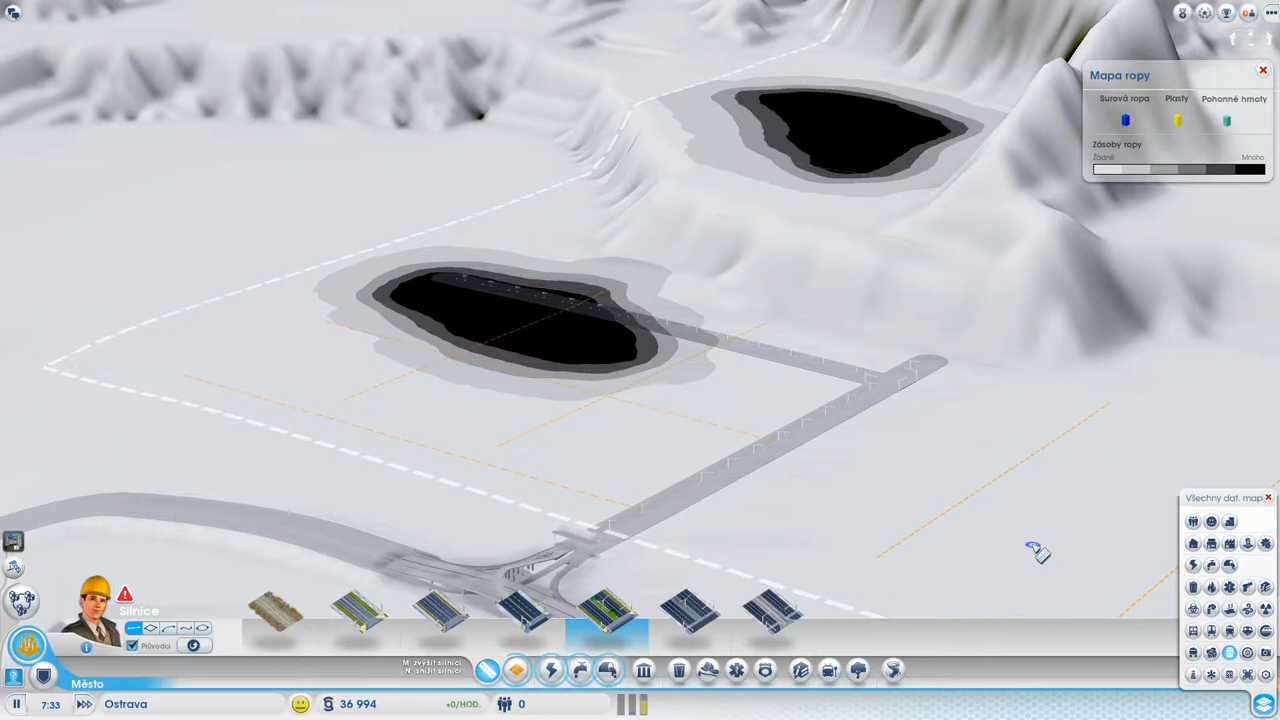 Mapa ropy
Surová ropa Plasty Pohonné hmoty
Zásoby ropy
Žádné Mnoho
Všechny dat. map
Silnice
Průvodci
M zvýšit silnici
N snížit silnici
Město
7:33 Ostrava 36 994 +0/HOD. 0